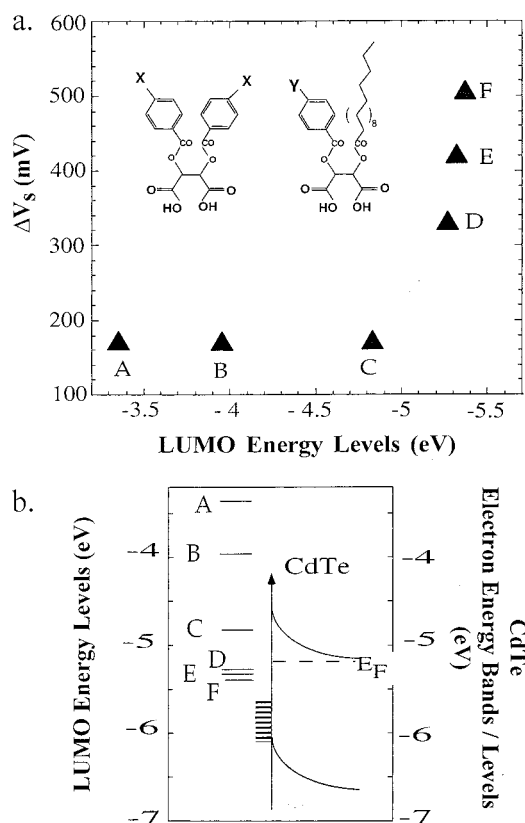 a.
600
500
400
300
200
100
ΔVS (mV)
X
X
CO
CO
O
O
O
O
HO
OH
Y
( )8
CO
CO
O
O
O
O
HO
OH
F
E
D
A
B
C
-3.5
-4
-4.5
-5
-5.5
LUMO Energy Levels (eV)
b.
LUMO Energy Levels (eV)
-4
-5
-6
-7
A
B
C
D
E
F
CdTe
EF
-4
-5
-6
-7
CdTe
Electron Energy Bands / Levels
(eV)